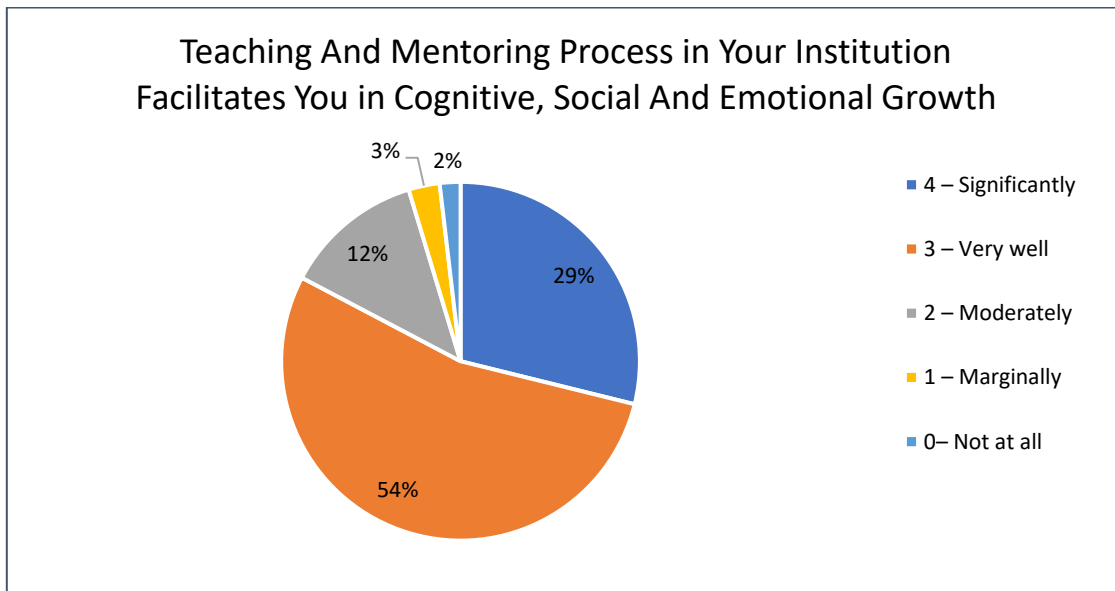 Teaching And Mentoring Process in Your Institution
Facilitates You in Cognitive, Social And Emotional Growth
3%
2%
12%
29%
54%
4 – Significantly
3 – Very well
2 – Moderately
1 – Marginally
0– Not at all